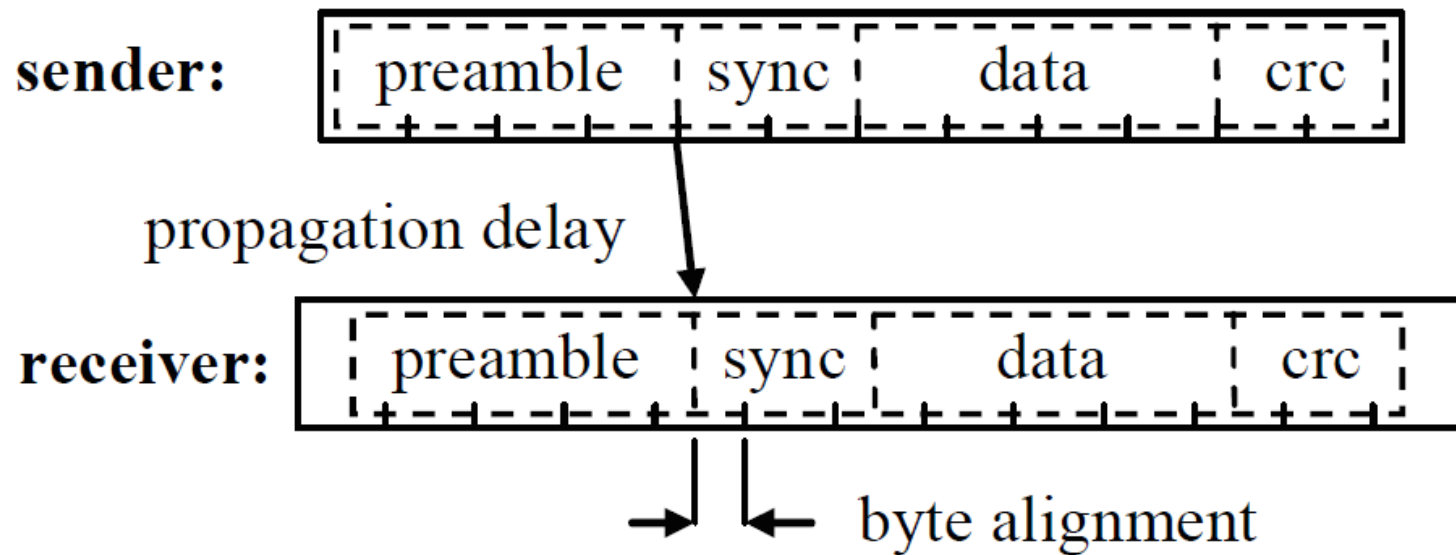 sender: preamble sync data crc
propagation delay
receiver: preamble sync data crc
byte alignment